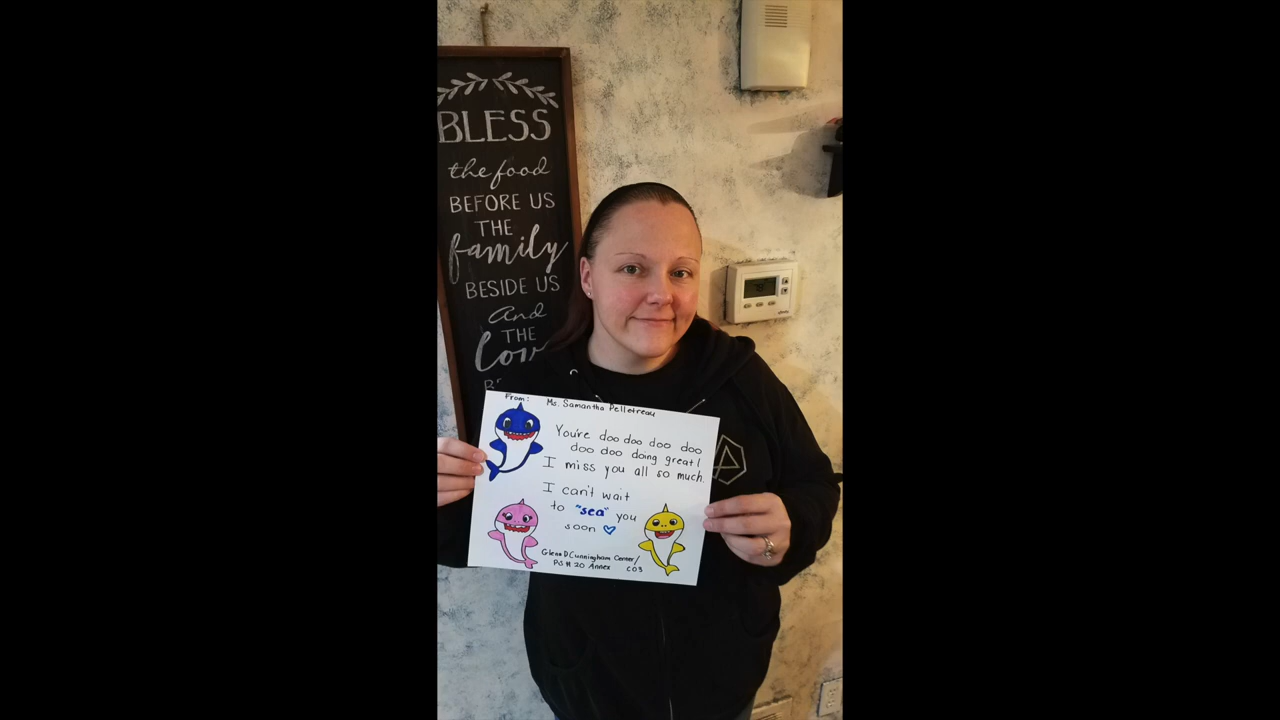 BLESS
the food
BEFORE US
THE
family
BESIDE US
And
THE
From: Ms. Samantha Pelletreau
You're doo doo doo doo
doo doo doing great!
I miss you all so much.
I can't wait
to "sea" you
soon
Glenn D Cunningham Center/
PS # 20 Annex C03